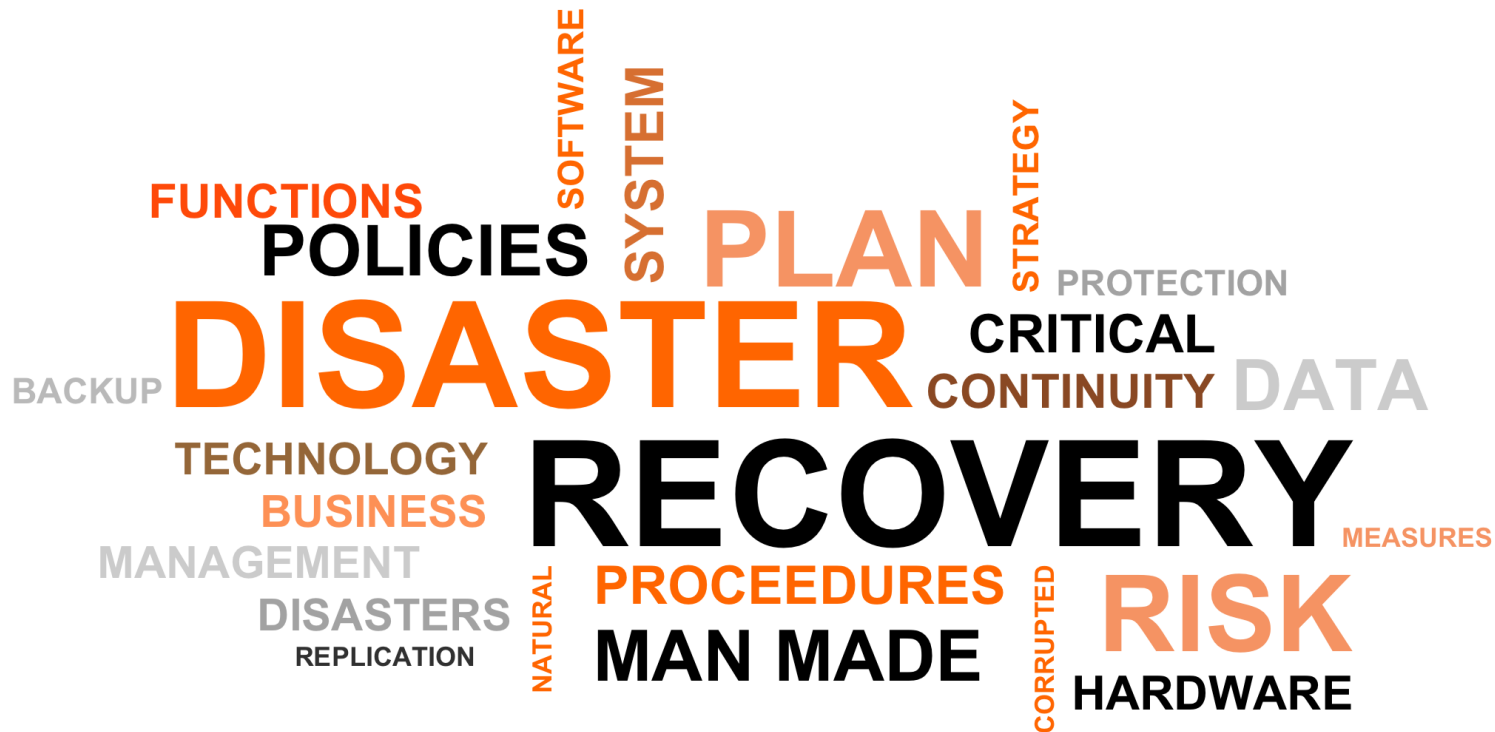 SOFTWARE
SYSTEM
STRATEGY
FUNCTIONS
POLICIES
PLAN
PROTECTION
DISASTER
CRITICAL
BACKUP
CONTINUITY
DATA
TECHNOLOGY
RECOVERY
BUSINESS
MEASURES
MANAGEMENT
PROCEEDURES
RISK
DISASTERS
NATURAL
CORRUPTED
REPLICATION
MAN MADE
HARDWARE